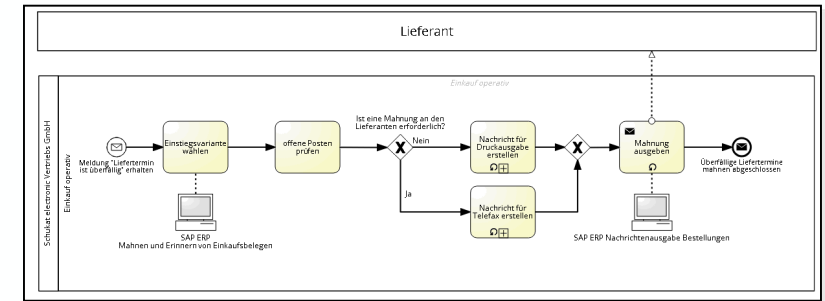 Lieferant
Einkauf operativ
Schukat electronic Vertriebs GmbH
Einkauf operativ
Meldung "Liefertermin
ist überfällig" erhalten
Einstiegsvariante
wählen
SAP ERP
Mahnen und Erinnern von Einkaufsbelegen
offene Posten
prüfen
Ist eine Mahnung an den
Lieferanten erforderlich?
Nein
Ja
Nachricht für
Druckausgabe
erstellen
Nachricht für
Telefax erstellen
Mahnung
ausgeben
SAP ERP Nachrichtenausgabe Bestellungen
Überfällige Liefertermine
mahnen abgeschlossen